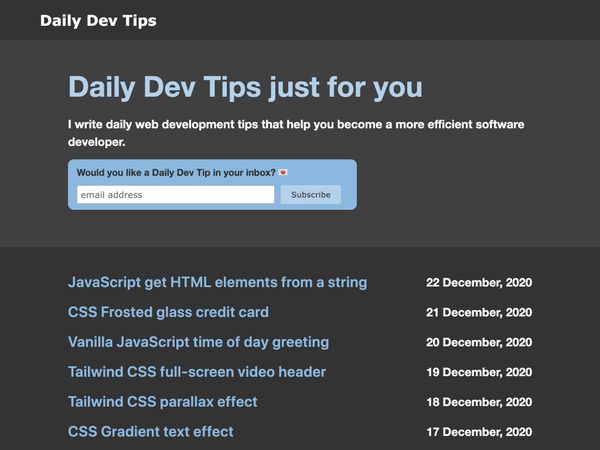 Daily Dev Tips
Daily Dev Tips just for you
I write daily web development tips that help you become a more efficient software
developer.
Would you like a Daily Dev Tip in your inbox? 💌
email address
Subscribe
JavaScript get HTML elements from a string 22 December, 2020
CSS Frosted glass credit card 21 December, 2020
Vanilla JavaScript time of day greeting 20 December, 2020
Tailwind CSS full-screen video header 19 December, 2020
Tailwind CSS parallax effect 18 December, 2020
CSS Gradient text effect 17 December, 2020